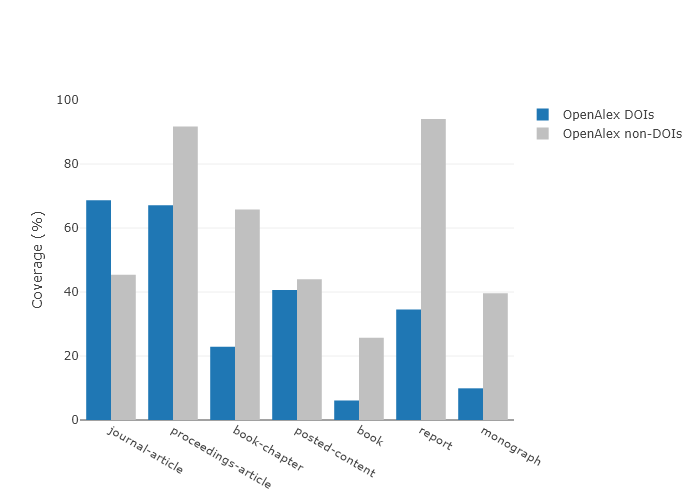 100
80
60
40
20
0
Coverage (%)
journal-article
proceedings-article
book-chapter
posted-content
book
report
monograph
OpenAlex DOIs
OpenAlex non-DOIs